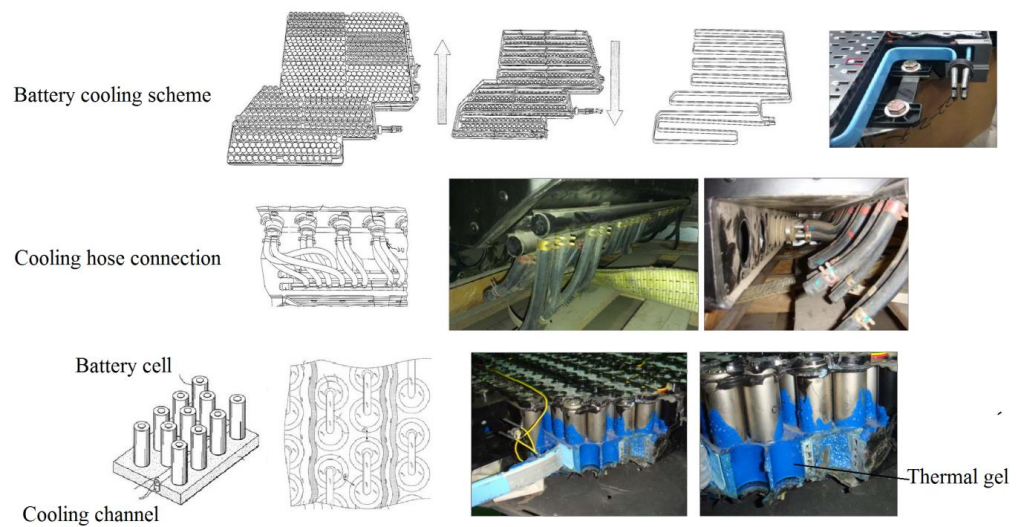 Battery cooling scheme
Cooling hose connection
Battery cell
Thermal gel
Cooling channel